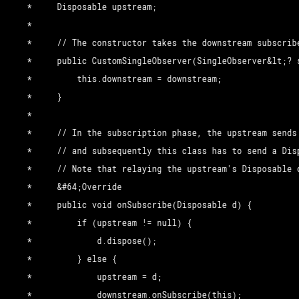 *     Disposable upstream;
*
*     // The constructor takes the downstream subscribe
*     public CustomSingleObserver(SingleObserver&lt;? s
*         this.downstream = downstream;
*     }
*
*     // In the subscription phase, the upstream sends
*     // and subsequently this class has to send a Disp
*     // Note that relaying the upstream's Disposable d
*     &#64;Override
*     public void onSubscribe(Disposable d) {
*         if (upstream != null) {
*             d.dispose();
*         } else {
*             upstream = d;
*             downstream.onSubscribe(this);